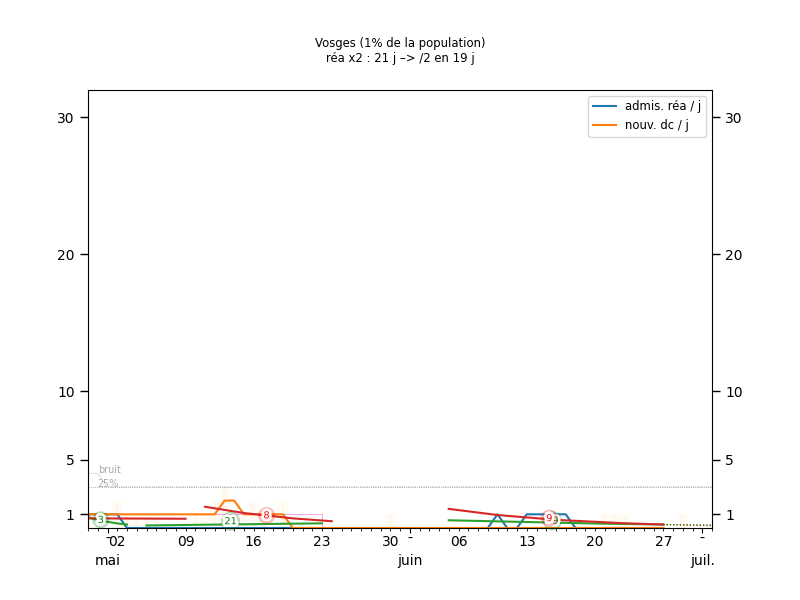 Vosges (1% de la population)
réa x2 : 21 j –> /2 en 19 j
admis. réa / j
nouv. dc / j
30 30
20 20
10 10
5 5
bruit
25%
1 1
3 21 8 9
02 09 16 23 30 - 06 13 20 27 -
mai juin juil.